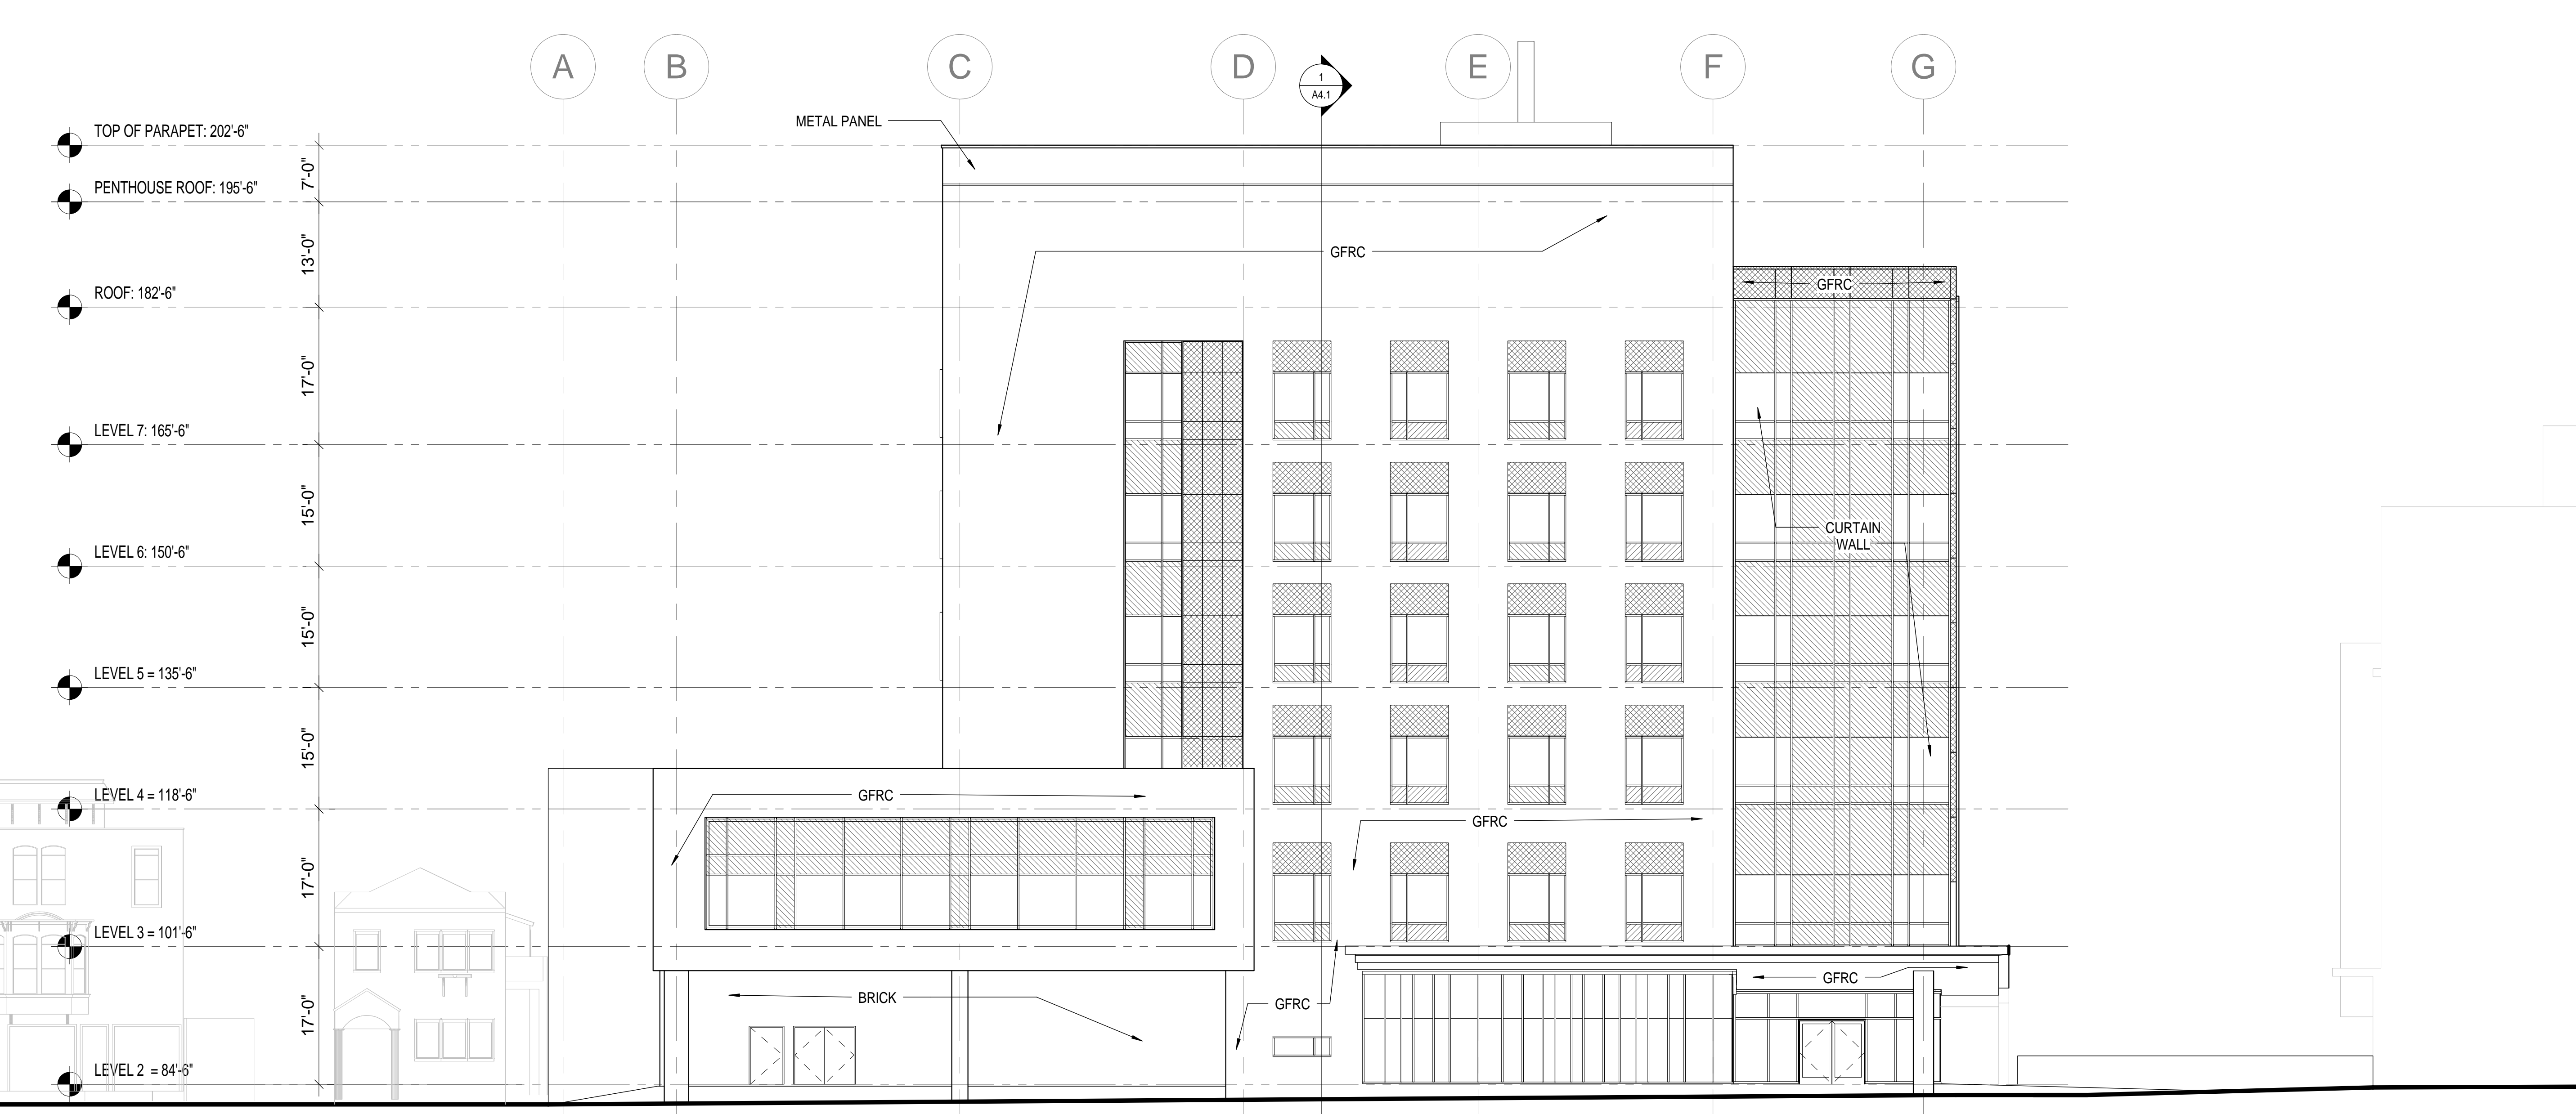 A
B
C
D
E
F
G
1
A4.1
METAL PANEL
TOP OF PARAPET: 202'-6"
7'-0"
PENTHOUSE ROOF: 195'-6"
13'-0"
GFRC
ROOF: 182'-6"
GFRC
17'-0"
LEVEL 7: 165'-6"
15'-0"
CURTAIN
WALL
LEVEL 6: 150'-6"
15'-0"
LEVEL 5 = 135'-6"
15'-0"
LEVEL 4 = 118'-6"
GFRC
GFRC
17'-0"
LEVEL 3 = 101'-6"
GFRC
BRICK
GFRC
17'-0"
LEVEL 2 = 84'-6"